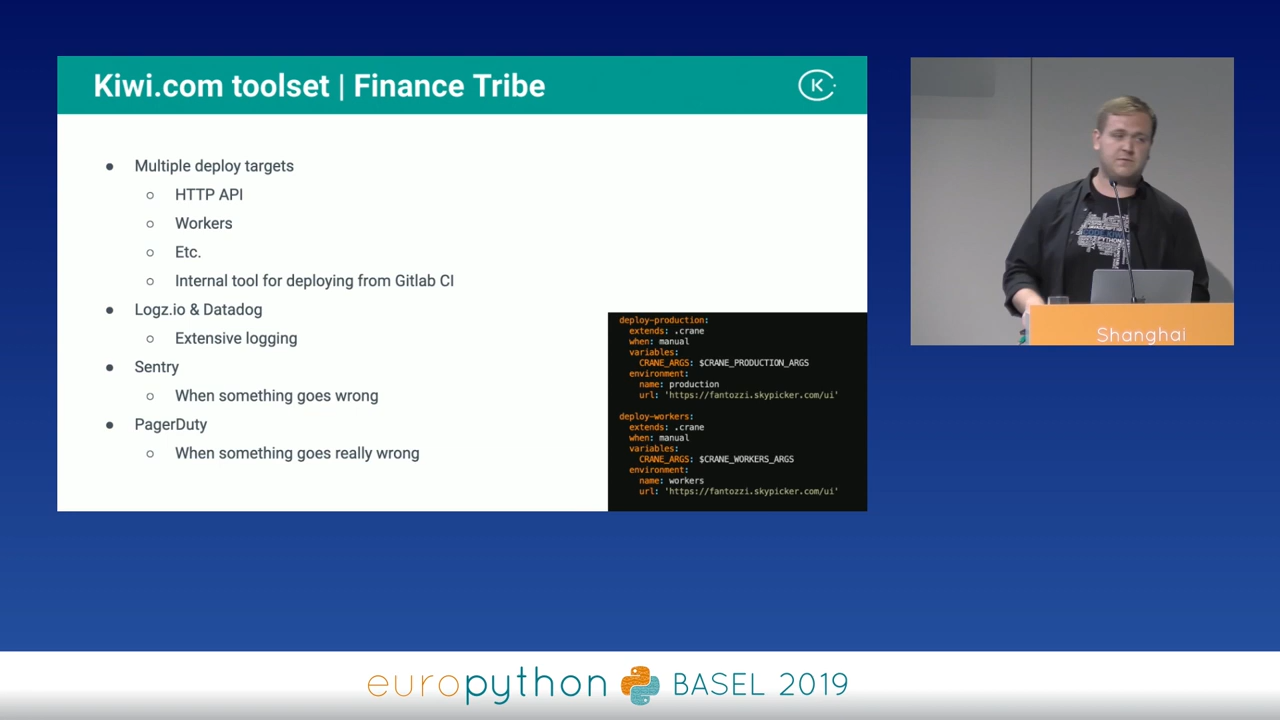 Kiwi.com toolset | Finance Tribe
K
● Multiple deploy targets
○ HTTP API
○ Workers
○ Etc.
○ Internal tool for deploying from Gitlab CI
● Logz.io & Datadog
○ Extensive logging
● Sentry
○ When something goes wrong
● PagerDuty
○ When something goes really wrong
deploy-production:
extends: .crane
when: manual
variables:
CRANE_ARGS: $CRANE_PRODUCTION_ARGS
environment:
name: production
url: 'https://fantozzi.skypicker.com/ui'
deploy-workers:
extends: .crane
when: manual
variables:
CRANE_ARGS: $CRANE_WORKERS_ARGS
environment:
name: workers
url: 'https://fantozzi.skypicker.com/ui'
Shanghai
europython BASEL 2019